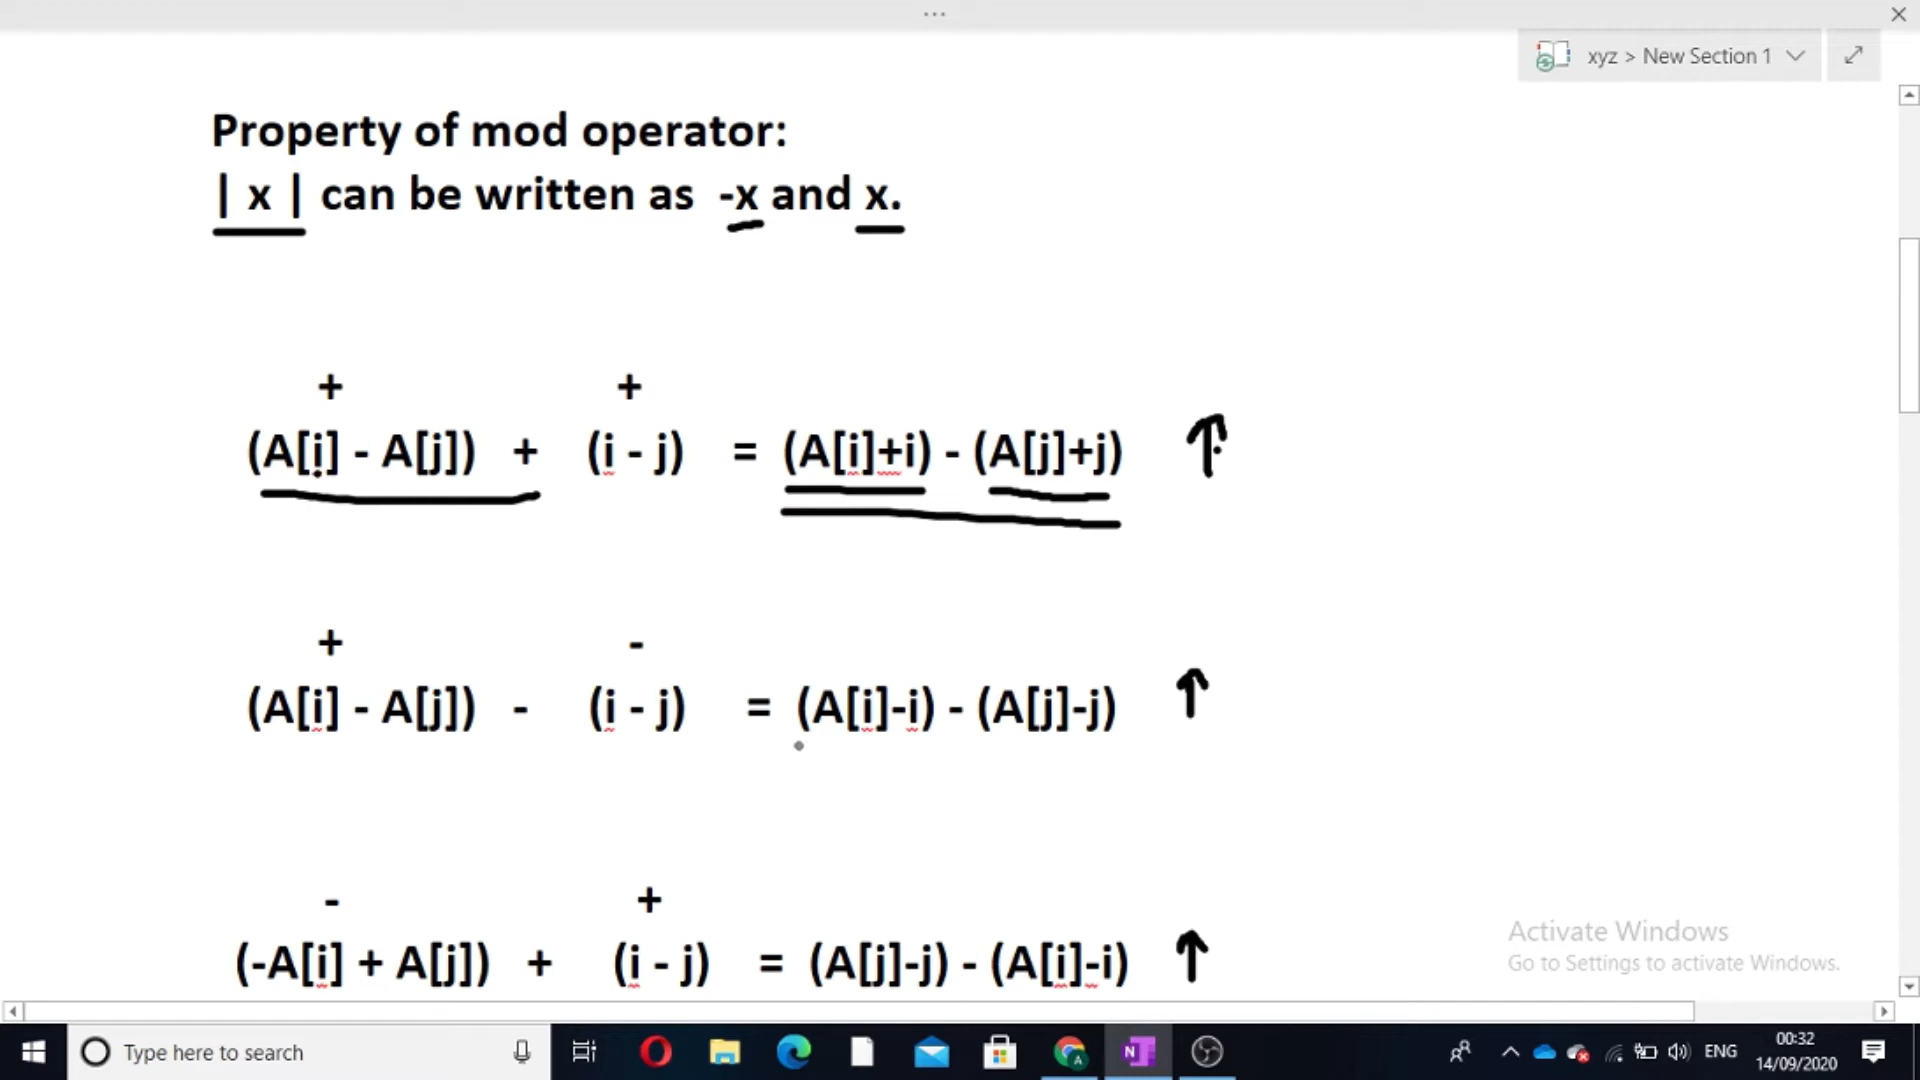 ...
xyz > New Section 1
Property of mod operator:
| x | can be written as -x and x.
+ +
(A[i] - A[j]) + (i - j) = (A[i]+i) - (A[j]+j) ↑
+ -
(A[i] - A[j]) - (i - j) = (A[i]-i) - (A[j]-j) ↑
- +
(-A[i] + A[j]) + (i - j) = (A[j]-j) - (A[i]-i) ↑
Activate Windows
Go to Settings to activate Windows.
Type here to search
ENG
00:32
14/09/2020